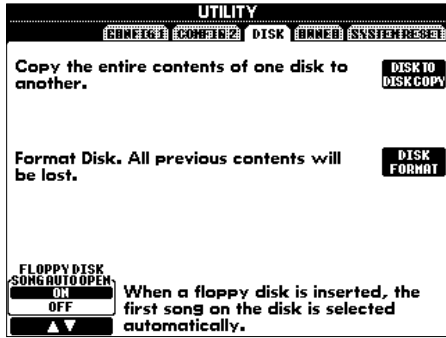 UTILITY
CONFIG 1 CONFIG 2 DISK SYSTEM RESET
Copy the entire contents of one disk to
another.
DISK TO
DISK COPY
Format Disk. All previous contents will
be lost.
DISK
FORMAT
FLOPPY DISK
SONG AUTO OPEN
ON
OFF
▲▼
When a floppy disk is inserted, the
first song on the disk is selected
automatically.